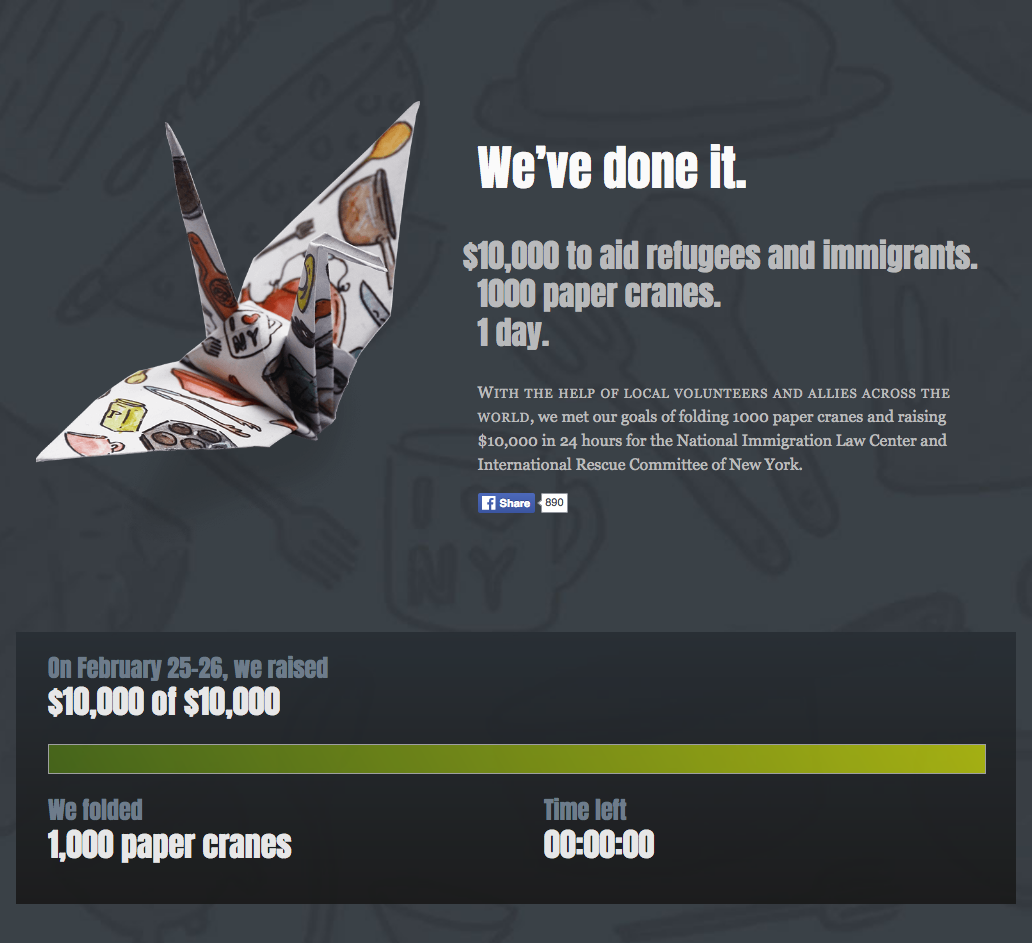 We've done it.
$10,000 to aid refugees and immigrants.
1000 paper cranes.
1 day.
WITH THE HELP OF LOCAL VOLUNTEERS AND ALLIES ACROSS THE
WORLD, we met our goals of folding 1000 paper cranes and raising
$10,000 in 24 hours for the National Immigration Law Center and
International Rescue Committee of New York.
f Share 890
I NY
I NY
On February 25-26, we raised
$10,000 of $10,000
We folded
1,000 paper cranes
Time left
00:00:00